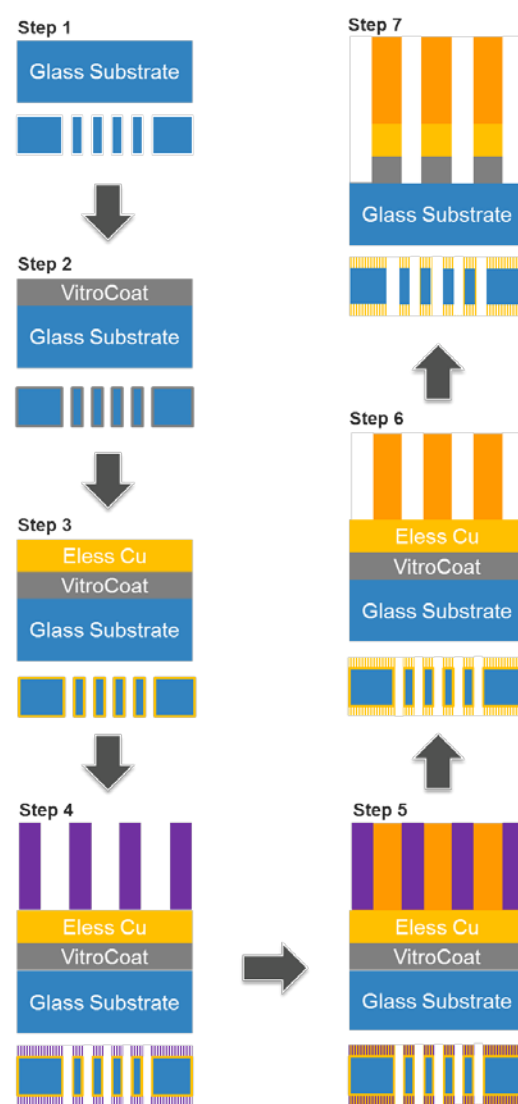 Step 1
Glass Substrate
Step 2
VitroCoat
Glass Substrate
Step 3
Eless Cu
VitroCoat
Glass Substrate
Step 4
Eless Cu
VitroCoat
Glass Substrate
Step 5
Eless Cu
VitroCoat
Glass Substrate
Step 6
Eless Cu
VitroCoat
Glass Substrate
Step 7
Glass Substrate